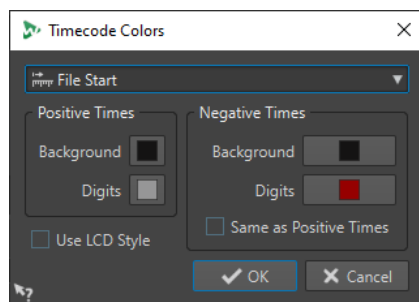 Timecode Colors
File Start
Positive Times
Background
Digits
Use LCD Style
Negative Times
Background
Digits
Same as Positive Times
OK
Cancel
?